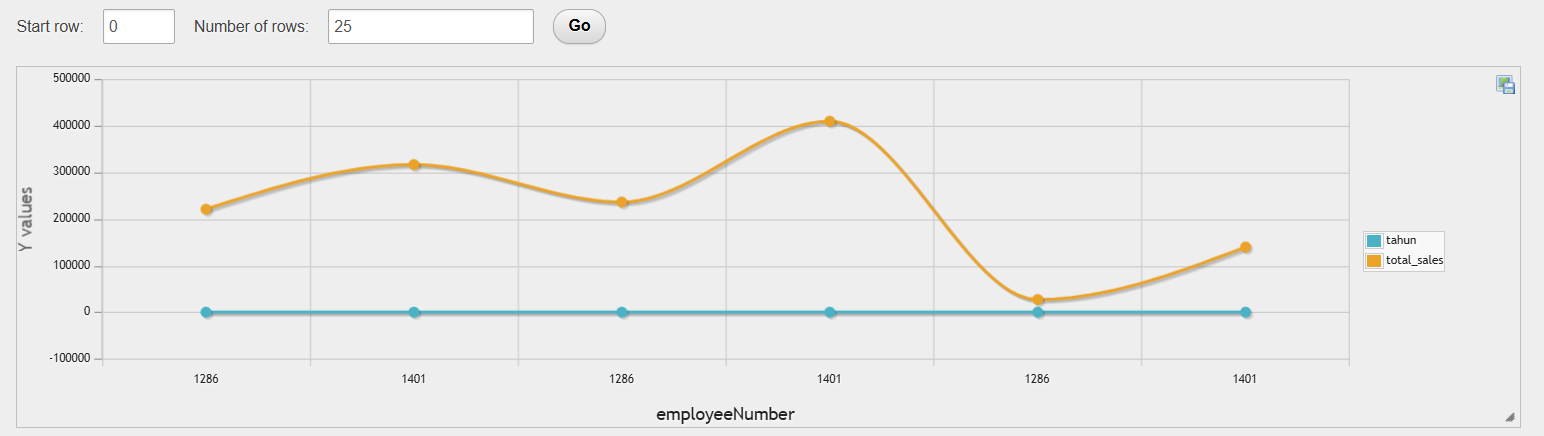 Start row: 0 Number of rows: 25 Go
500000
400000
300000
200000
100000
0
-100000
Y values
tahun
total_sales
1286 1401 1286 1401 1286 1401
employeeNumber